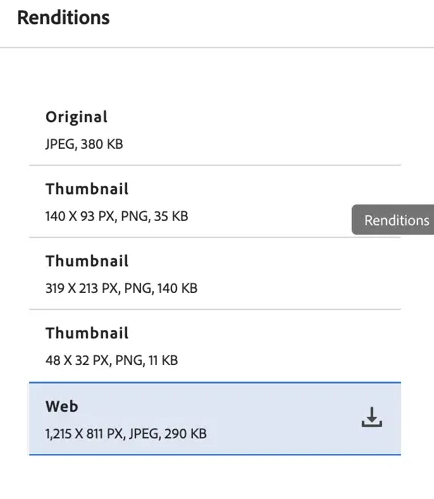 Renditions
Original
JPEG, 380 KB
Thumbnail
140 X 93 PX, PNG, 35 KB
Renditions
Thumbnail
319 X 213 PX, PNG, 140 KB
Thumbnail
48 X 32 PX, PNG, 11 KB
Web
1,215 X 811 PX, JPEG, 290 KB